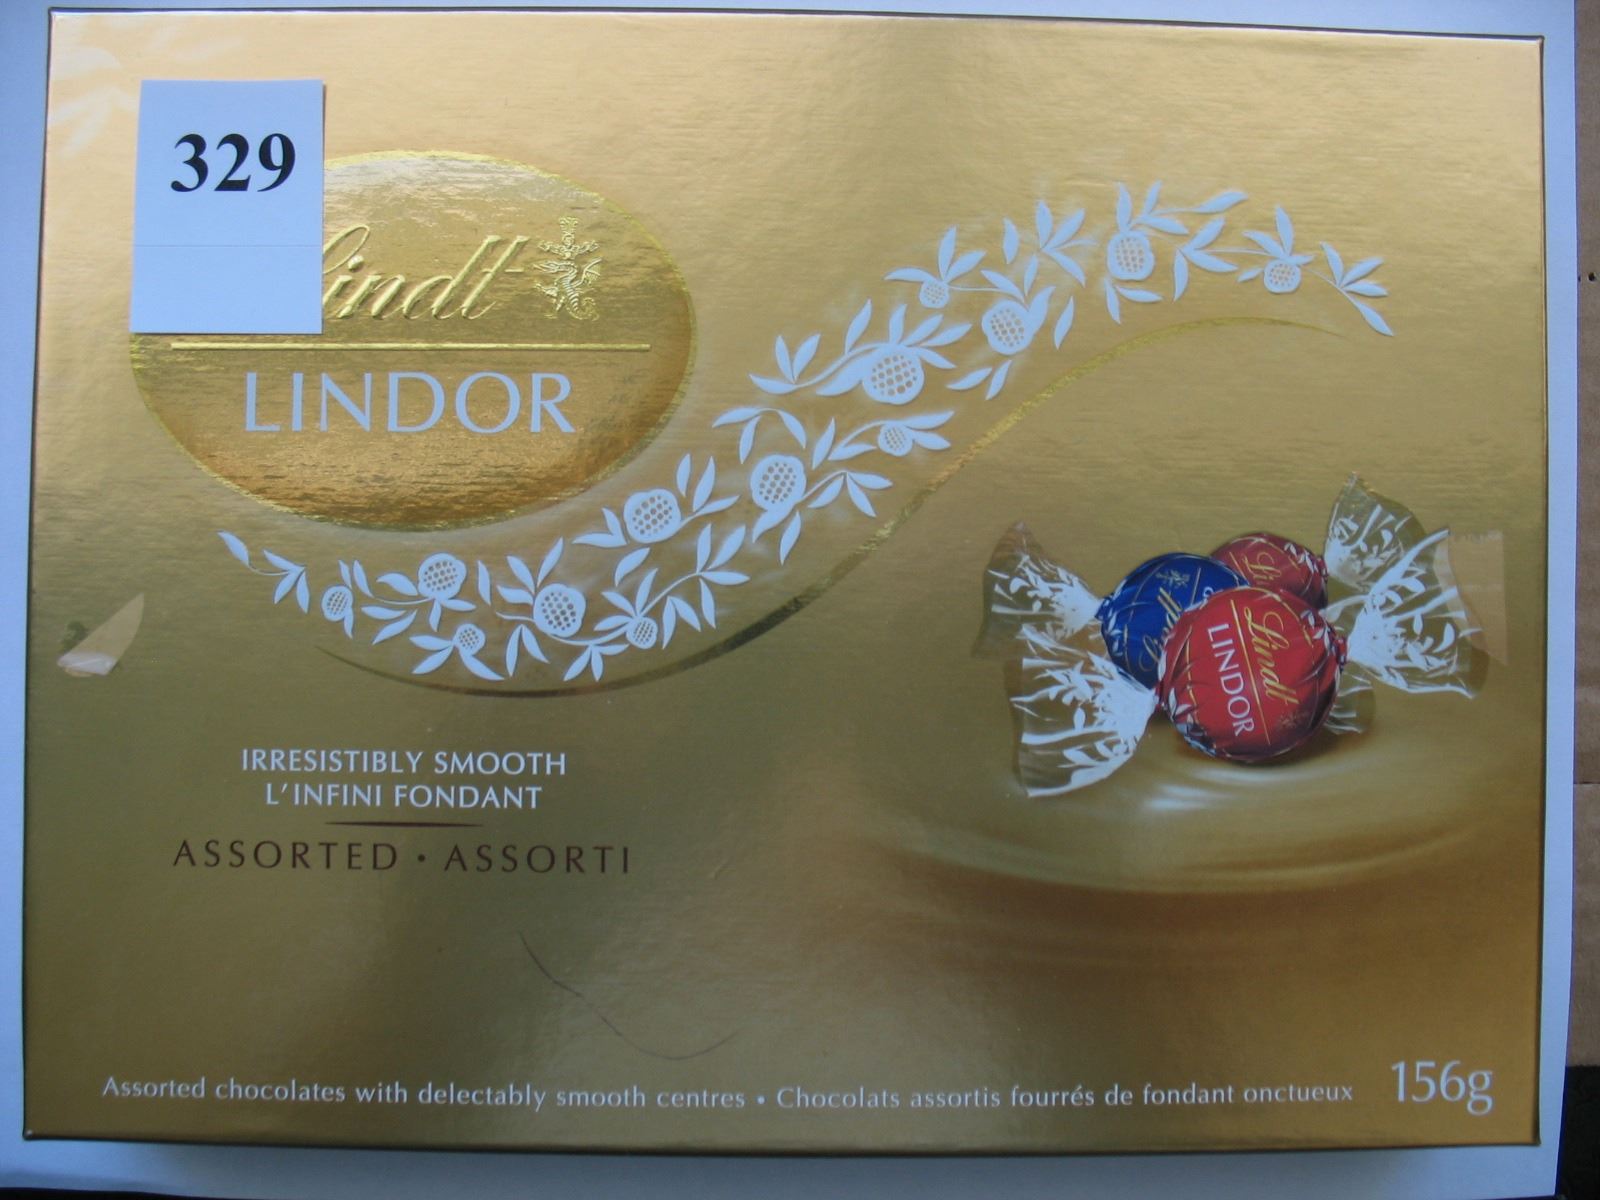 329
Lindt
LINDOR
IRRESISTIBLY SMOOTH
L'INFINI FONDANT
ASSORTED • ASSORTI
Lindt
LINDOR
Assorted chocolates with delectably smooth centres • Chocolats assortis fourrés de fondant onctueux 156g